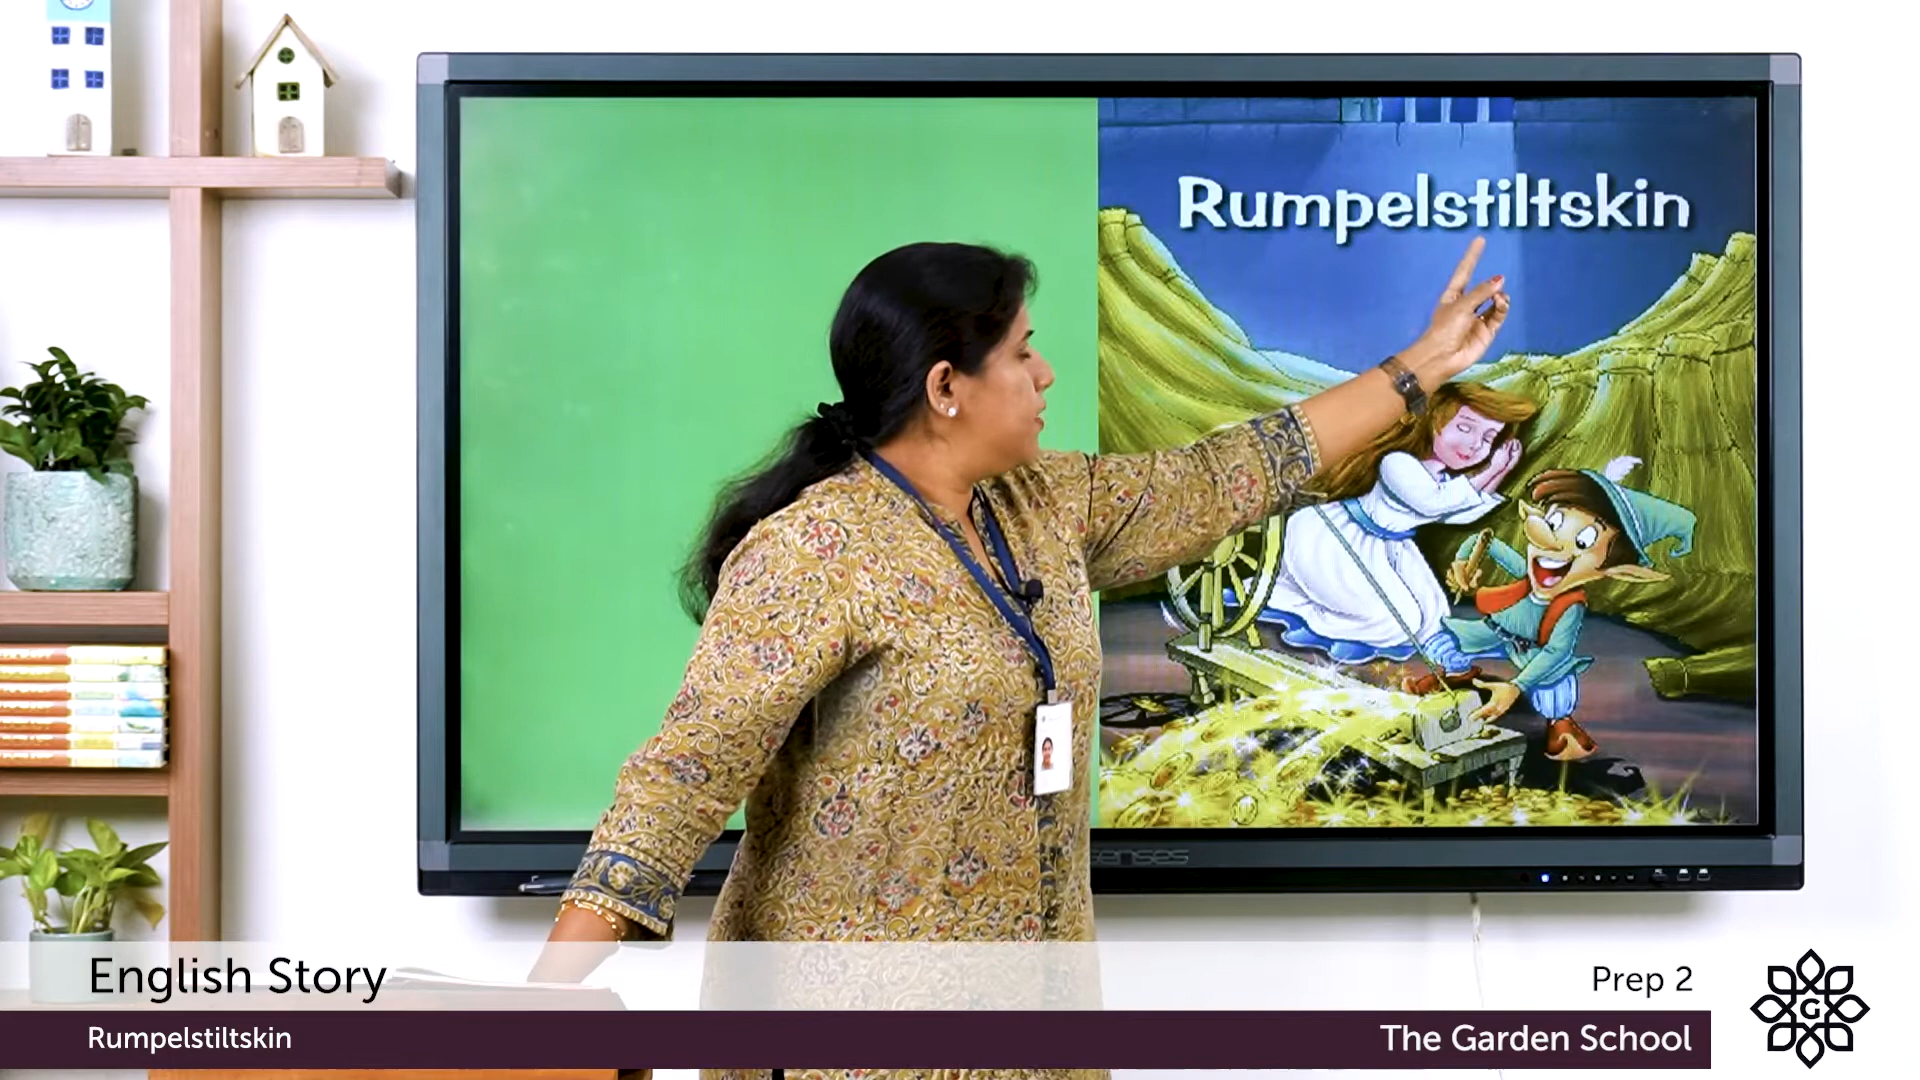 Rumpelstiltskin
English Story
Prep 2
Rumpelstiltskin
The Garden School
G